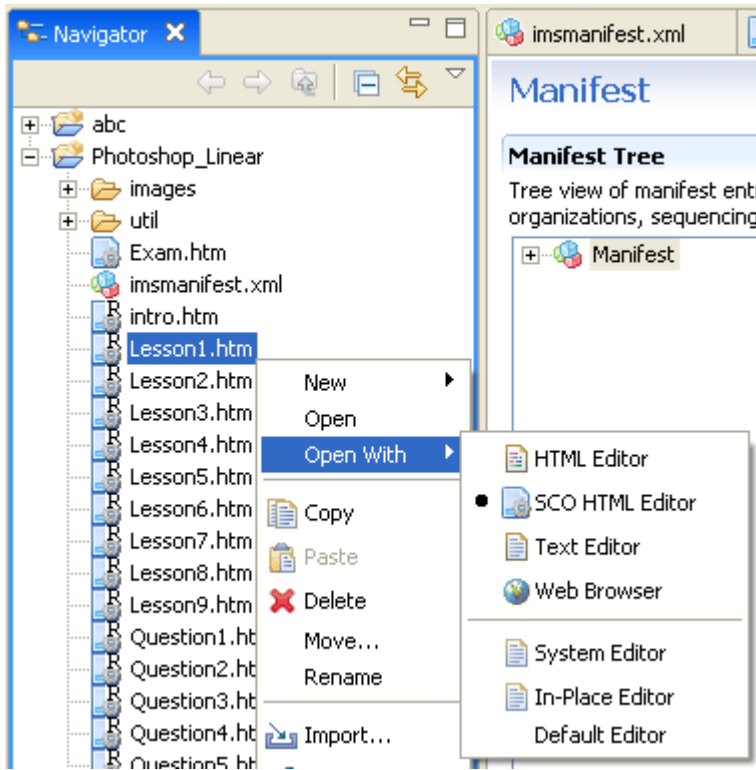 Navigator
imsmanifest.xml
Manifest
abc
Photoshop_Linear
images
util
Exam.htm
imsmanifest.xml
intro.htm
Lesson1.htm
Lesson2.htm
Lesson3.htm
Lesson4.htm
Lesson5.htm
Lesson6.htm
Lesson7.htm
Lesson8.htm
Lesson9.htm
Question1.ht
Question2.ht
Question3.ht
Question4.ht
Question5.ht
Manifest Tree
Tree view of manifest ent
organizations, sequencing
Manifest
New
Open
Open With
Copy
Paste
Delete
Move...
Rename
Import...
HTML Editor
SCO HTML Editor
Text Editor
Web Browser
System Editor
In-Place Editor
Default Editor